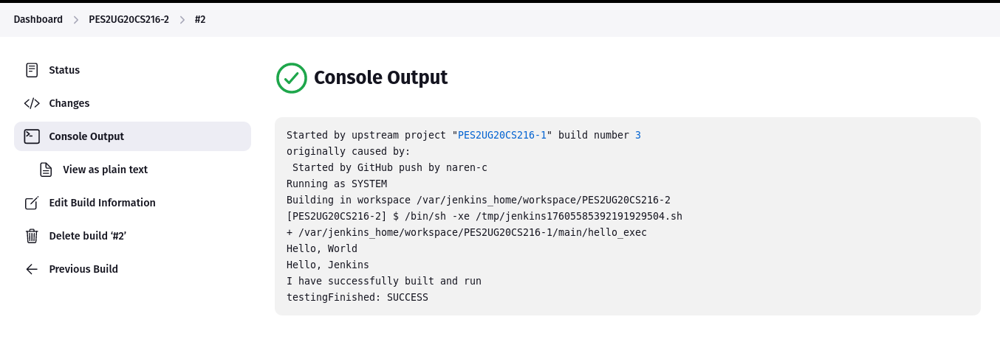 Dashboard > PES2UG20CS216-2 > #2
Status
Changes
Console Output
View as plain text
Edit Build Information
Delete build ‘#2’
Previous Build
Console Output
Started by upstream project "PES2UG20CS216-1" build number 3
originally caused by:
Started by GitHub push by naren-c
Running as SYSTEM
Building in workspace /var/jenkins_home/workspace/PES2UG20CS216-2
[PES2UG20CS216-2] $ /bin/sh -xe /tmp/jenkins17605585392191929504.sh
+ /var/jenkins_home/workspace/PES2UG20CS216-1/main/hello_exec
Hello, World
Hello, Jenkins
I have successfully built and run
testingFinished: SUCCESS